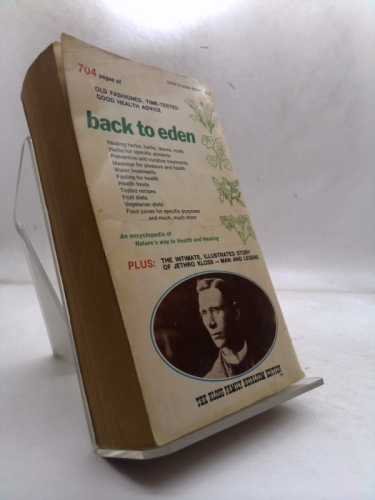 704 pages of
OLD FASHIONED, TIME-TESTED
GOOD HEALTH ADVICE
back to eden
Healing herbs, barks, leaves, roots
Herbs for specific ailments
Preventive and curative treatments
Massage for pleasure and health
Water treatments
Fasting for health
Health foods
Tested recipes
Fruit diets
Vegetarian diets
Food juices for specific purposes
...and much, much more
An encyclopedia of
Nature's way to Health and Healing
PLUS: THE INTIMATE, ILLUSTRATED STORY
OF JETHRO KLOSS — MAN AND LEGEND
THE KLOSS FAMILY HEIRLOOM EDITION